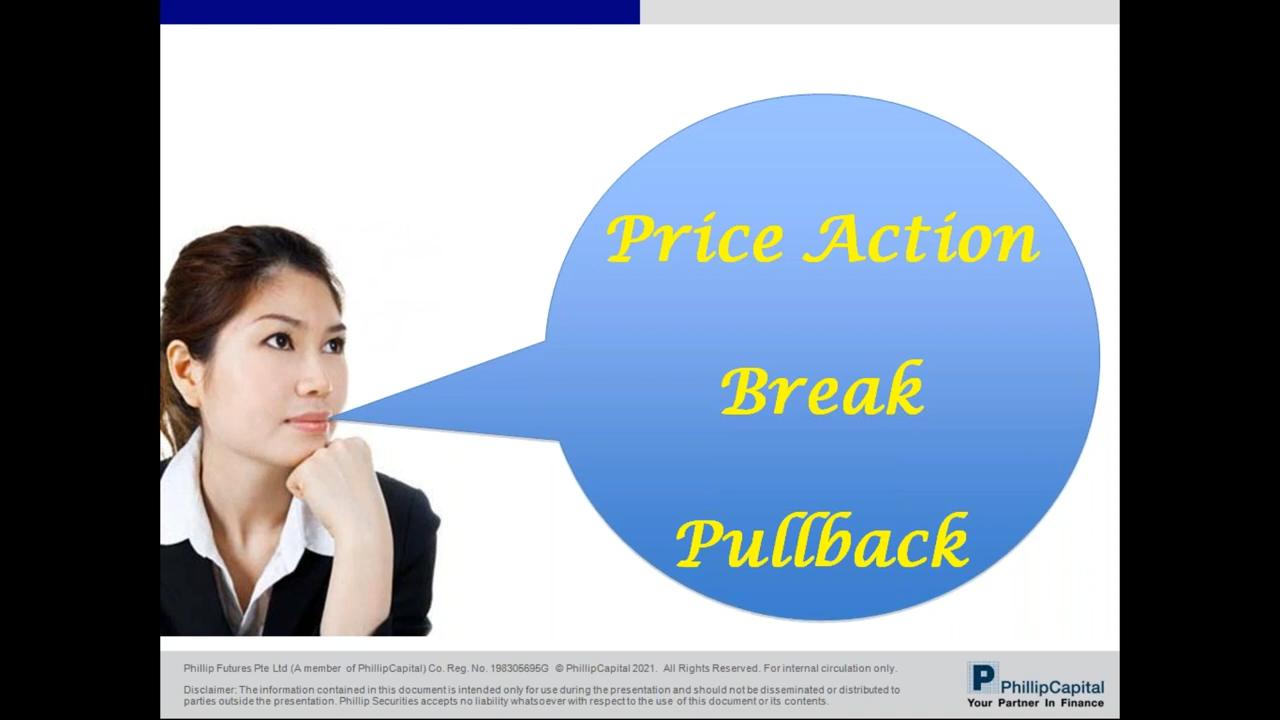 Price Action
Break
Pullback
Phillip Futures Pte Ltd (A member of PhillipCapital) Co. Reg. No. 198305695G © PhillipCapital 2021. All Rights Reserved. For internal circulation only.
Disclaimer: The information contained in this document is intended only for use during the presentation and should not be disseminated or distributed to
parties outside the presentation. Phillip Securities accepts no liability whatsoever with respect to the use of this document or its contents.
P PhillipCapital
Your Partner In Finance